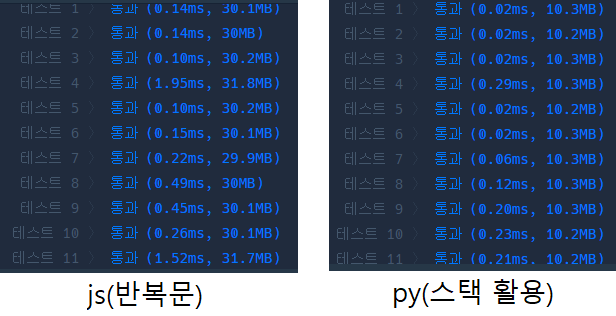 테스트 1 〉 통과 (0.14ms, 30.1MB)
테스트 2 〉 통과 (0.14ms, 30MB)
테스트 3 〉 통과 (0.10ms, 30.2MB)
테스트 4 〉 통과 (1.95ms, 31.8MB)
테스트 5 〉 통과 (0.10ms, 30.2MB)
테스트 6 〉 통과 (0.15ms, 30.1MB)
테스트 7 〉 통과 (0.22ms, 29.9MB)
테스트 8 〉 통과 (0.49ms, 30MB)
테스트 9 〉 통과 (0.45ms, 30.1MB)
테스트 10 〉 통과 (0.26ms, 30.1MB)
테스트 11 〉 통과 (1.52ms, 31.7MB)
js(반복문)
테스트 1 〉 통과 (0.02ms, 10.3MB)
테스트 2 〉 통과 (0.02ms, 10.2MB)
테스트 3 〉 통과 (0.02ms, 10.3MB)
테스트 4 〉 통과 (0.29ms, 10.3MB)
테스트 5 〉 통과 (0.02ms, 10.2MB)
테스트 6 〉 통과 (0.02ms, 10.3MB)
테스트 7 〉 통과 (0.06ms, 10.3MB)
테스트 8 〉 통과 (0.12ms, 10.3MB)
테스트 9 〉 통과 (0.20ms, 10.3MB)
테스트 10 〉 통과 (0.23ms, 10.2MB)
테스트 11 〉 통과 (0.21ms, 10.2MB)
py(스택 활용)